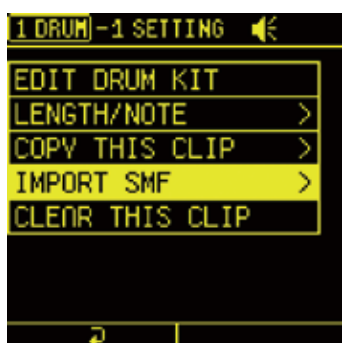 1 DRUM-1 SETTING
EDIT DRUM KIT
LENGTH/NOTE >
COPY THIS CLIP >
IMPORT SMF >
CLEAR THIS CLIP